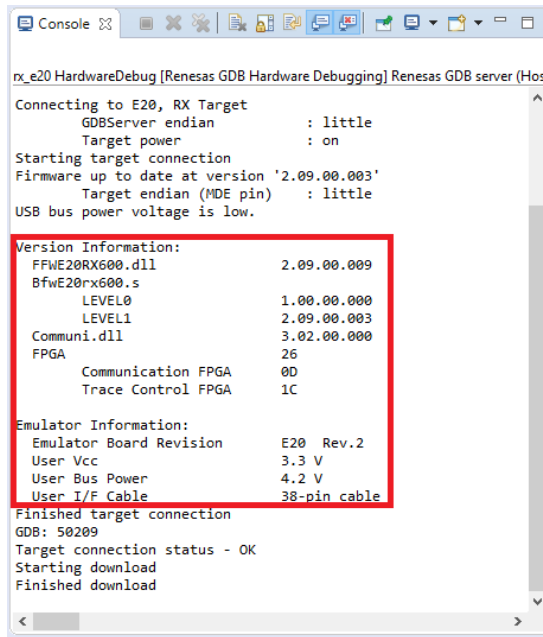 Console
rx_e20 HardwareDebug [Renesas GDB Hardware Debugging] Renesas GDB server (Hos
Connecting to E20, RX Target
GDBServer endian : little
Target power : on
Starting target connection
Firmware up to date at version '2.09.00.003'
Target endian (MDE pin) : little
USB bus power voltage is low.
Version Information:
FFWE20RX600.dll 2.09.00.009
BfwE20rx600.s
LEVEL0 1.00.00.000
LEVEL1 2.09.00.003
Communi.dll 3.02.00.000
FPGA 26
Communication FPGA 0D
Trace Control FPGA 1C
Emulator Information:
Emulator Board Revision E20 Rev.2
User Vcc 3.3 V
User Bus Power 4.2 V
User I/F Cable 38-pin cable
Finished target connection
GDB: 50209
Target connection status - OK
Starting download
Finished download